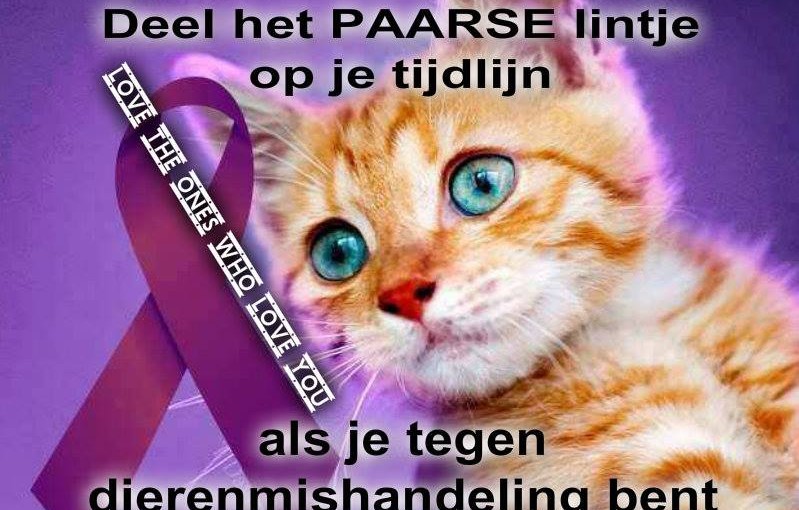 Deel het PAARSE lintje
op je tijdlijn
LOVE THE ONES WHO LOVE YOU
als je tegen
dierenmishandeling bent